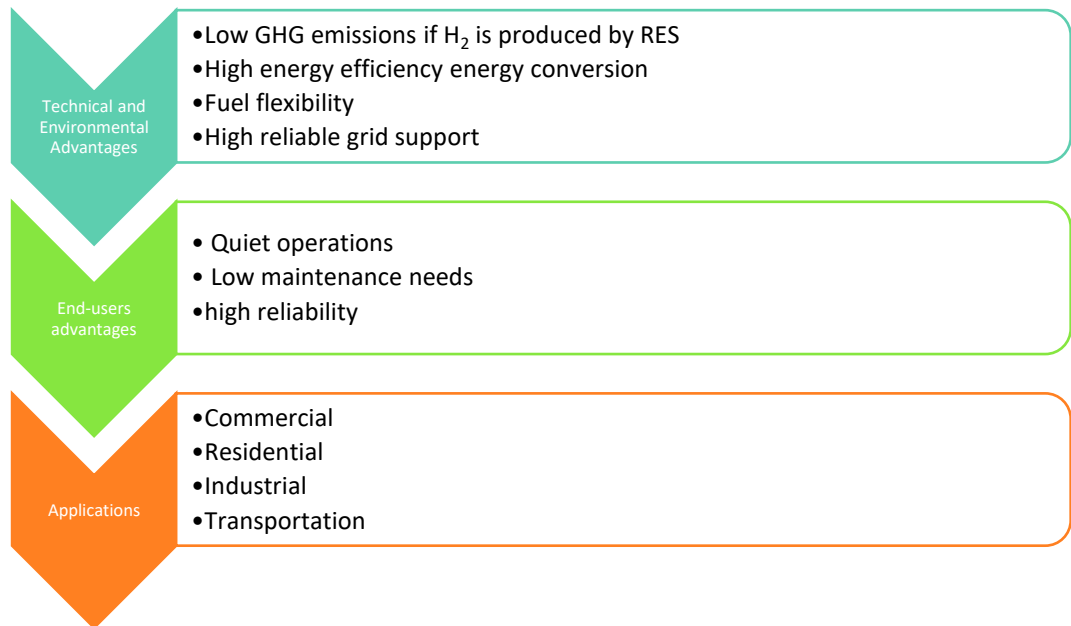 Technical and
Environmental
Advantages
•Low GHG emissions if H₂ is produced by RES
•High energy efficiency energy conversion
•Fuel flexibility
•High reliable grid support
End-users
advantages
• Quiet operations
• Low maintenance needs
•high reliability
Applications
•Commercial
•Residential
•Industrial
•Transportation